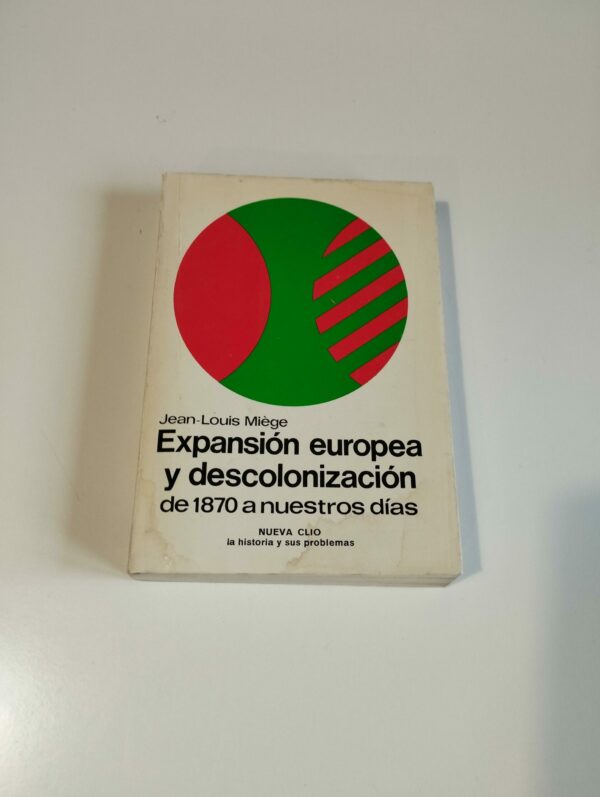 Jean-Louis Miège
Expansión europea
y descolonización
de 1870 a nuestros días
NUEVA CLIO
la historia y sus problemas